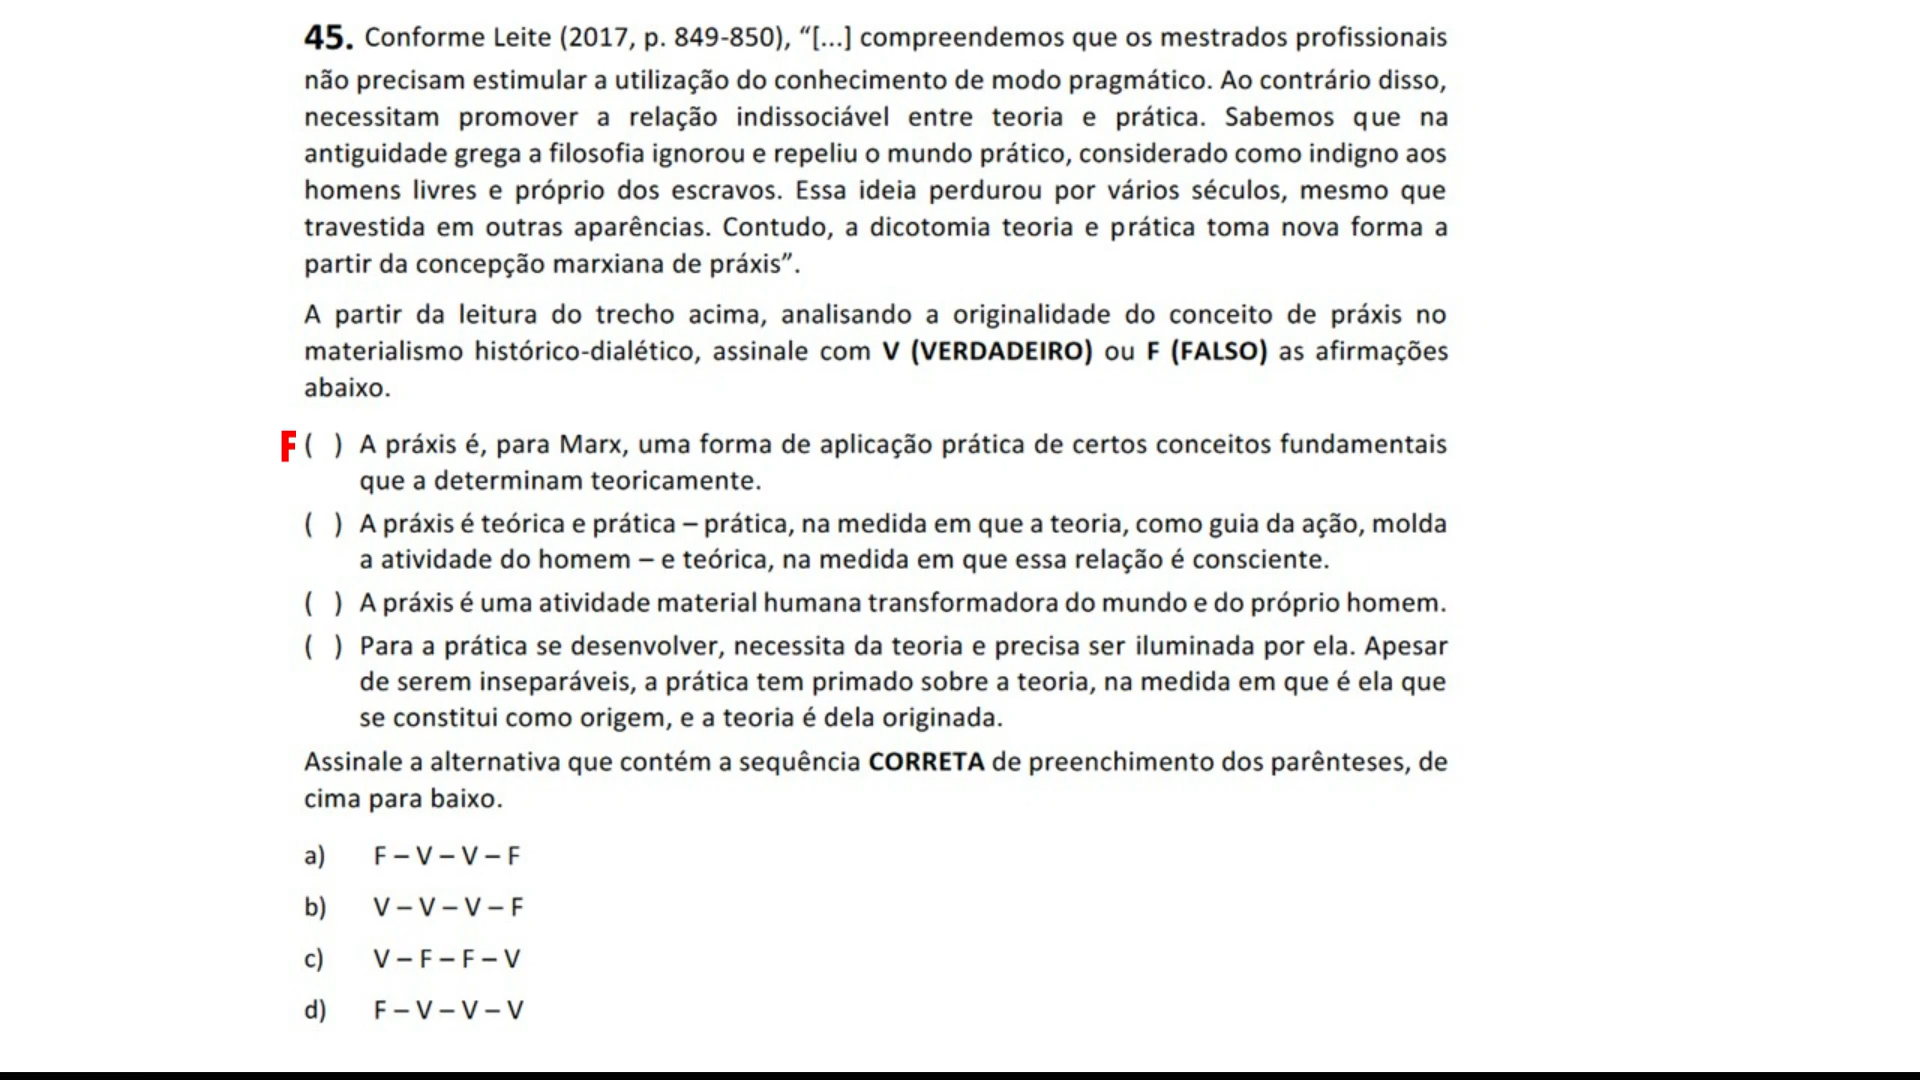 45. Conforme Leite (2017, p. 849-850), “[...] compreendemos que os mestrados profissionais
não precisam estimular a utilização do conhecimento de modo pragmático. Ao contrário disso,
necessitam promover a relação indissociável entre teoria e prática. Sabemos que na
antiguidade grega a filosofia ignorou e repeliu o mundo prático, considerado como indigno aos
homens livres e próprio dos escravos. Essa ideia perdurou por vários séculos, mesmo que
travestida em outras aparências. Contudo, a dicotomia teoria e prática toma nova forma a
partir da concepção marxiana de práxis”.
A partir da leitura do trecho acima, analisando a originalidade do conceito de práxis no
materialismo histórico-dialético, assinale com V (VERDADEIRO) ou F (FALSO) as afirmações
abaixo.
F ( ) A práxis é, para Marx, uma forma de aplicação prática de certos conceitos fundamentais
que a determinam teoricamente.
( ) A práxis é teórica e prática – prática, na medida em que a teoria, como guia da ação, molda
a atividade do homem – e teórica, na medida em que essa relação é consciente.
( ) A práxis é uma atividade material humana transformadora do mundo e do próprio homem.
( ) Para a prática se desenvolver, necessita da teoria e precisa ser iluminada por ela. Apesar
de serem inseparáveis, a prática tem primado sobre a teoria, na medida em que é ela que
se constitui como origem, e a teoria é dela originada.
Assinale a alternativa que contém a sequência CORRETA de preenchimento dos parênteses, de
cima para baixo.
a) F – V – V – F
b) V – V – V – F
c) V – F – F – V
d) F – V – V – V